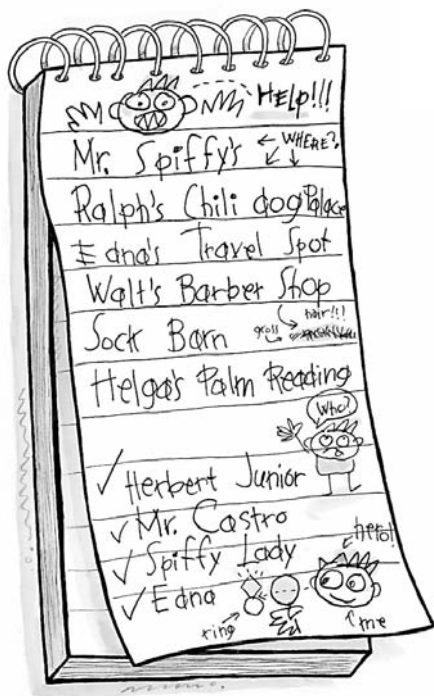 HELP!!!
Mr. Spiffy's ← WHERE?
Ralph's Chili dog Palace
Edna's Travel Spot
Walt's Barber Shop
hair!!!
Sock Barn gross
Helga's Palm Reading
Who?
✓ Herbert Junior
✓ Mr. Castro
✓ Spiffy Lady
hero!
✓ Edna
ring
me